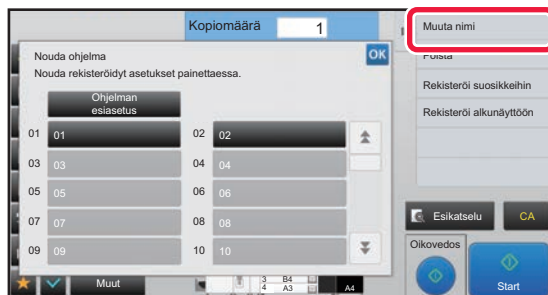 Kopiomäärä 1
Nouda ohjelma
OK
Nouda rekisteröidyt asetukset painettaessa.
Ohjelman
esiasetus
01 01
02 02
03 03
04 04
05 05
06 06
07 07
08 08
09 09
10 10
Muut
3 B4
4 A3
A4
Muuta nimi
Poista
Rekisteröi suosikkeihin
Rekisteröi alkunäyttöön
Esikatselu
CA
Oikovedos
Start